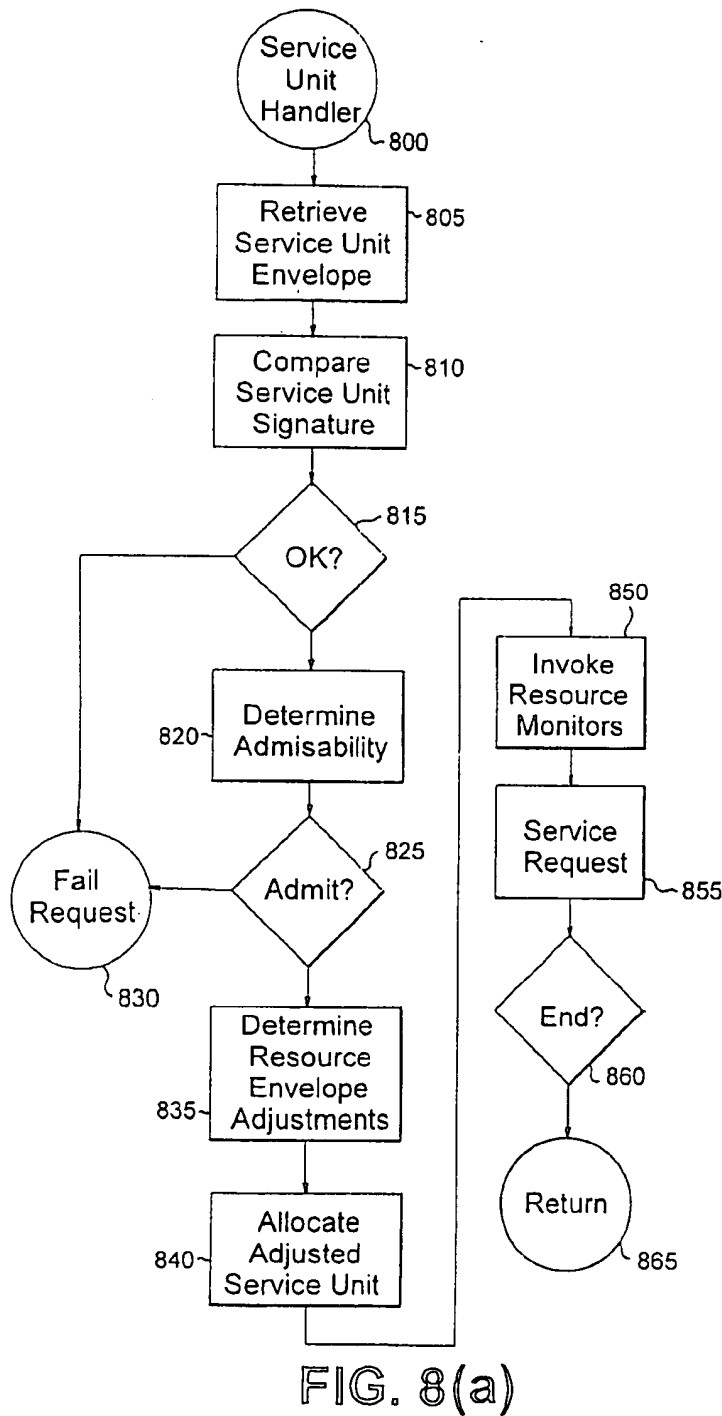 Service
Unit
Handler
800
Retrieve
Service Unit
Envelope
805
Compare
Service Unit
Signature
810
OK?
815
Determine
Admisability
820
Admit?
825
Fail
Request
830
Determine
Resource
Envelope
Adjustments
835
Allocate
Adjusted
Service Unit
840
Invoke
Resource
Monitors
850
Service
Request
855
End?
860
Return
865
FIG. 8(a)